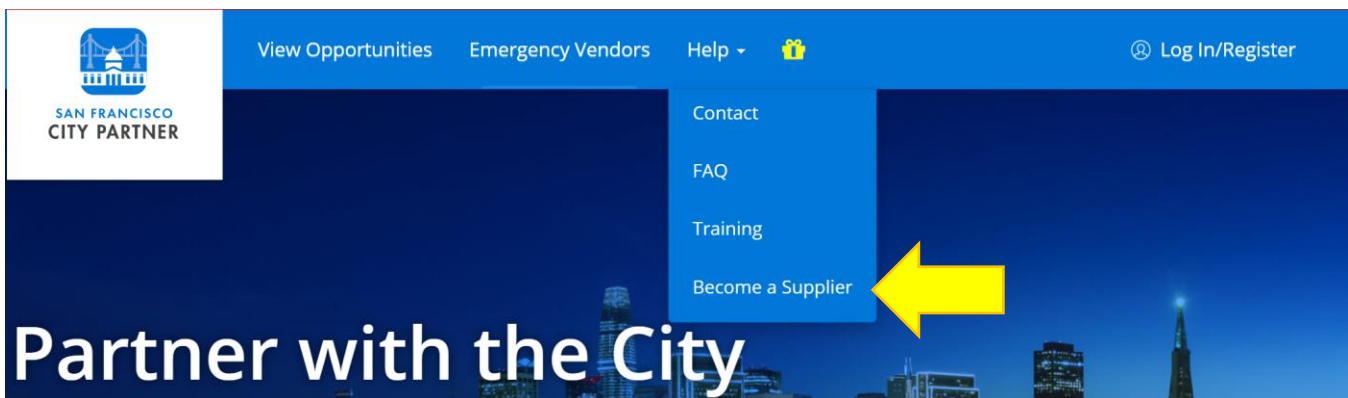 View Opportunities Emergency Vendors Help Log In/Register
SAN FRANCISCO
CITY PARTNER
Contact
FAQ
Training
Become a Supplier
Partner with the City